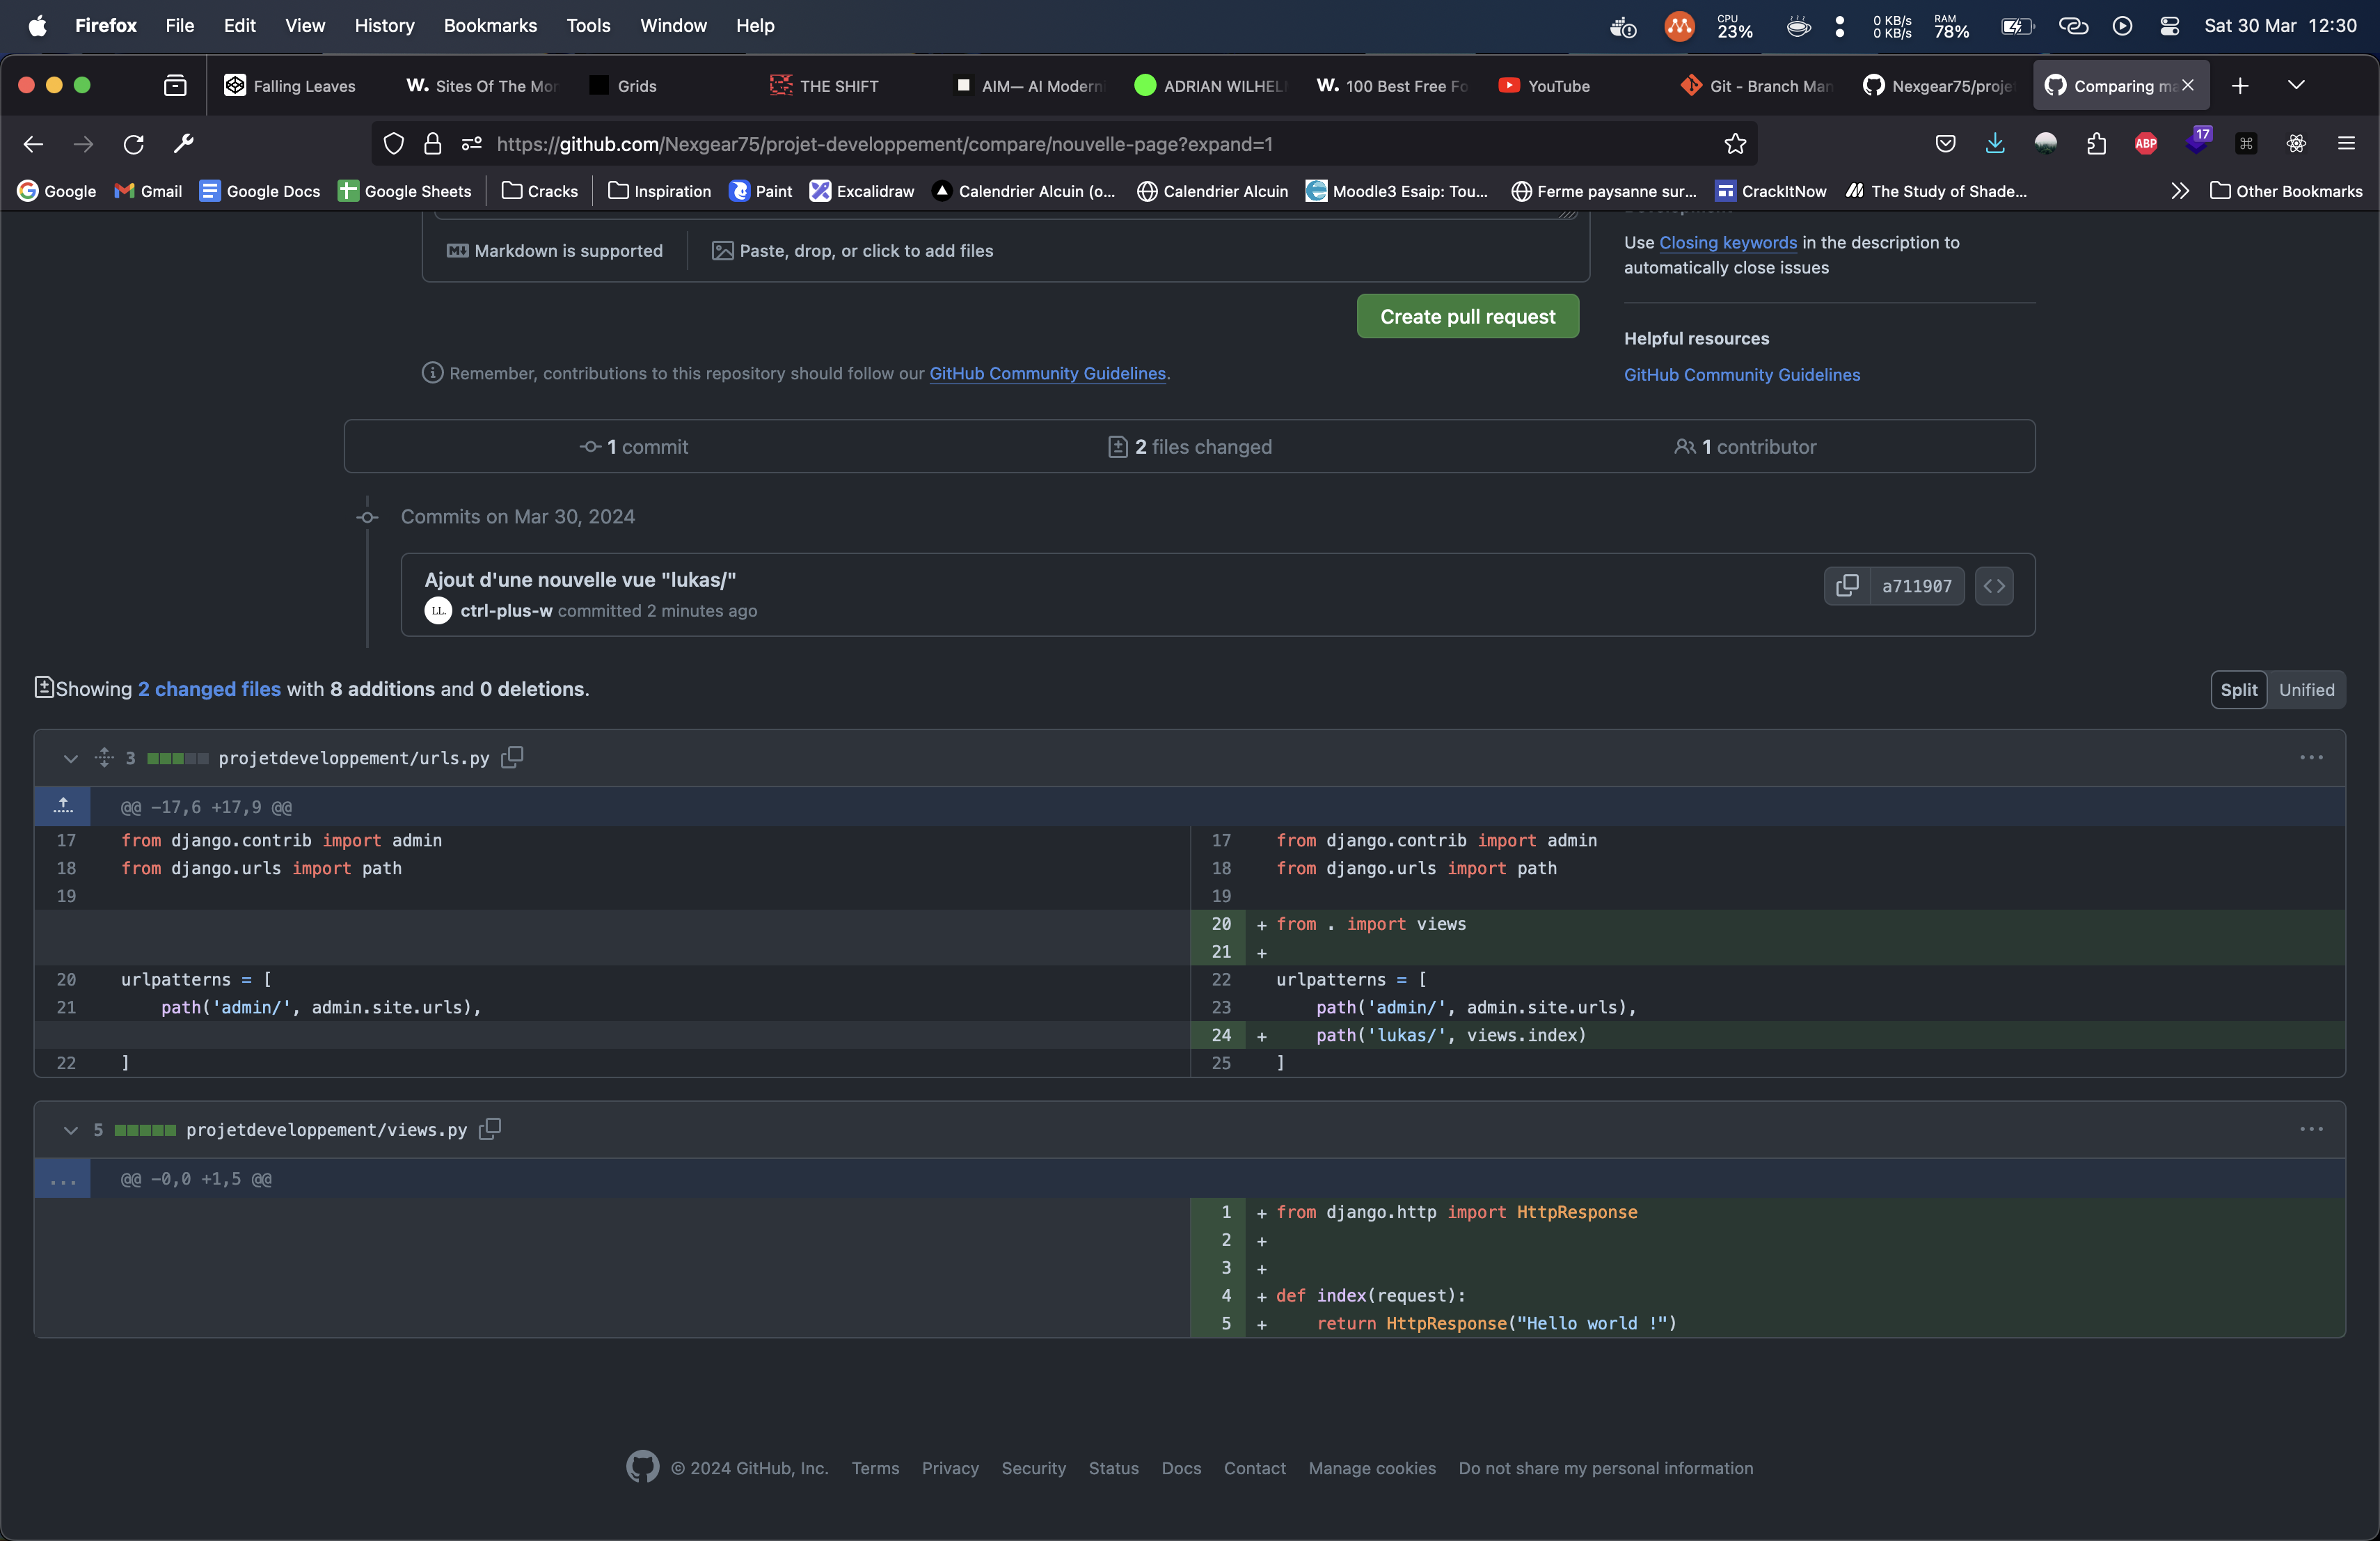 Firefox File Edit View History Bookmarks Tools Window Help CPU 23% 0 KB/s 0 KB/s RAM 78% Sat 30 Mar 12:30
Falling Leaves W. Sites Of The Mon Grids THE SHIFT AIM— AI Modern ADRIAN WILHEL W. 100 Best Free Fo YouTube Git - Branch Man Nexgear75/proje Comparing ma
https://github.com/Nexgear75/projet-developpement/compare/nouvelle-page?expand=1 ABP 17
Google Gmail Google Docs Google Sheets Cracks Inspiration Paint Excalidraw Calendrier Alcuin (o... Calendrier Alcuin Moodle3 Esaip: Tou... Ferme paysanne sur... CrackItNow The Study of Shade... Other Bookmarks
Markdown is supported Paste, drop, or click to add files
Use Closing keywords in the description to
automatically close issues
Create pull request
Helpful resources
Remember, contributions to this repository should follow our GitHub Community Guidelines.
GitHub Community Guidelines
1 commit 2 files changed 1 contributor
Commits on Mar 30, 2024
Ajout d'une nouvelle vue "lukas/"
LL. ctrl-plus-w committed 2 minutes ago
a711907
Showing 2 changed files with 8 additions and 0 deletions.
Split Unified
3 projetdeveloppement/urls.py
@@ -17,6 +17,9 @@
17 from django.contrib import admin 17 from django.contrib import admin
18 from django.urls import path 18 from django.urls import path
19 19
20 + from . import views
21 +
20 urlpatterns = [ 22 urlpatterns = [
21 path('admin/', admin.site.urls), 23 path('admin/', admin.site.urls),
24 + path('lukas/', views.index)
22 ] 25 ]
5 projetdeveloppement/views.py
@@ -0,0 +1,5 @@
1 + from django.http import HttpResponse
2 +
3 +
4 + def index(request):
5 + return HttpResponse("Hello world !")
© 2024 GitHub, Inc. Terms Privacy Security Status Docs Contact Manage cookies Do not share my personal information